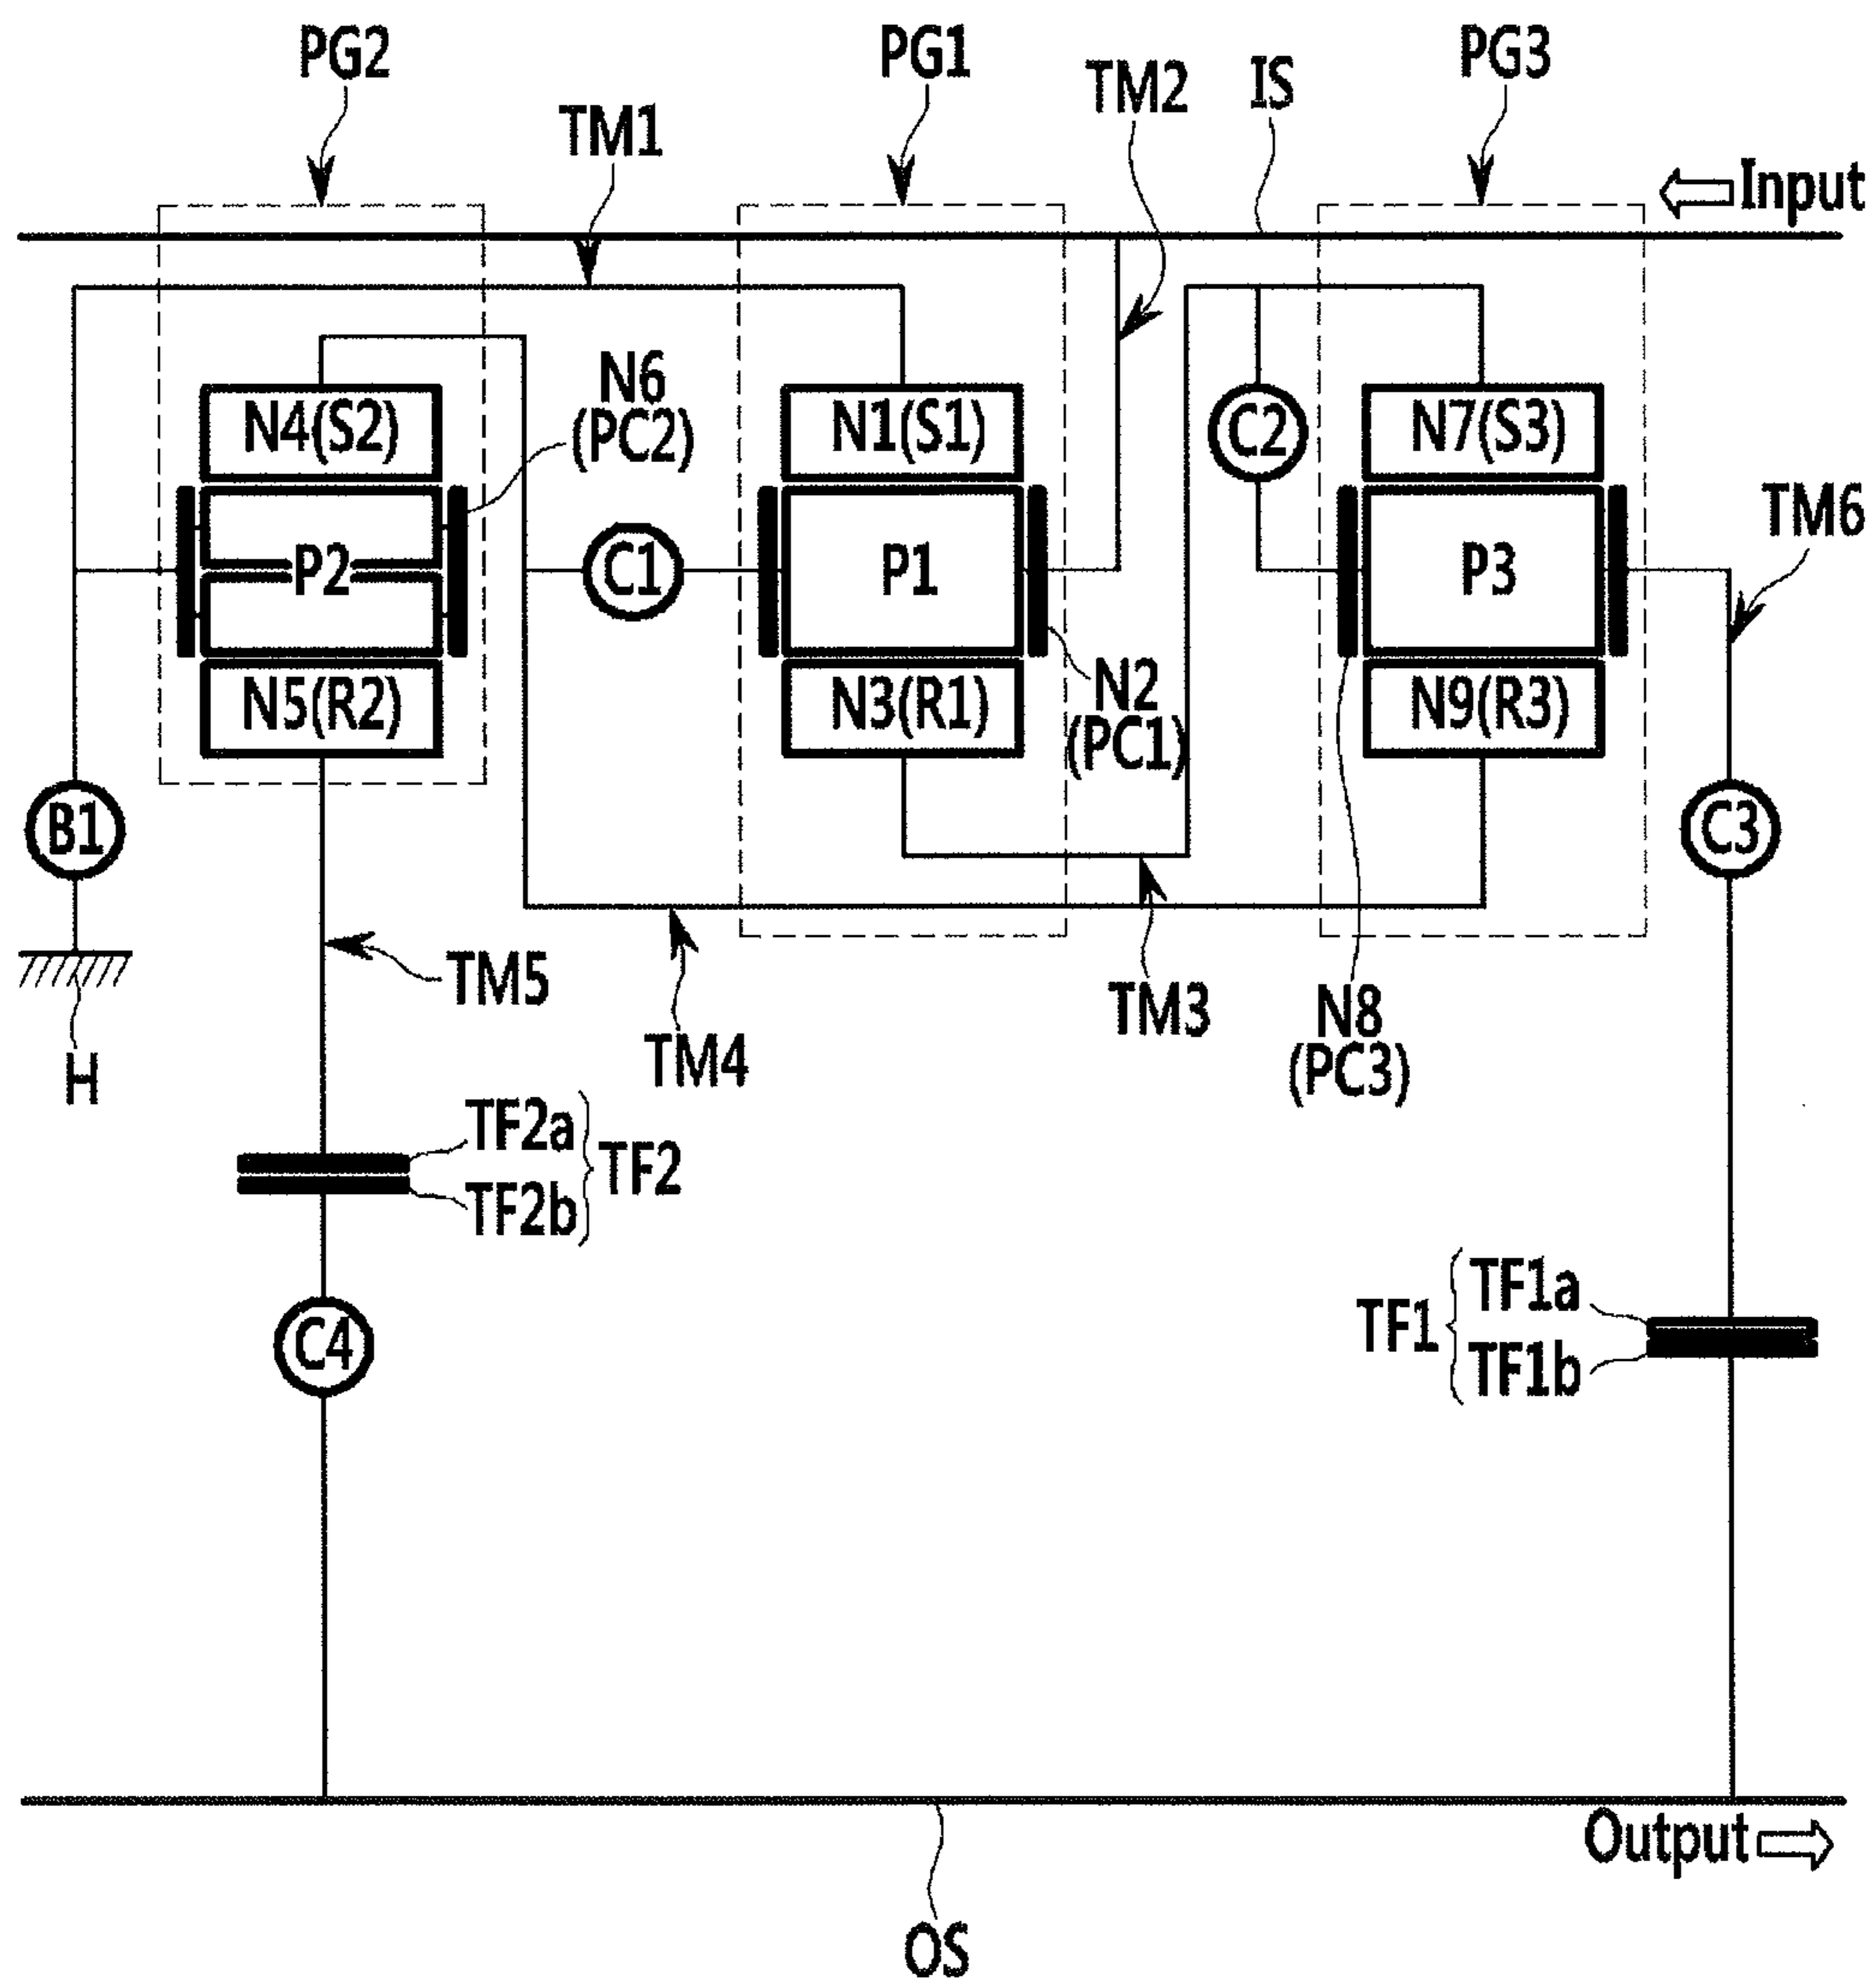 PG2
PG1
PG3
TM1
TM2
IS
Input
N6
(PC2)
N4(S2)
N1(S1)
C2
N7(S3)
TM6
P2
C1
P1
P3
N5(R2)
N3(R1)
N2
(PC1)
N9(R3)
B1
C3
TM5
TM3
N8
(PC3)
TM4
H
TF2a
TF2
TF2b
TF1a
TF1
TF1b
C4
Output
OS